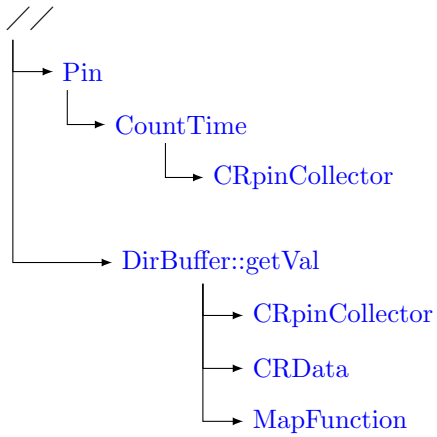 //
Pin
CountTime
CRpinCollector
DirBuffer::getVal
CRpinCollector
CRData
MapFunction